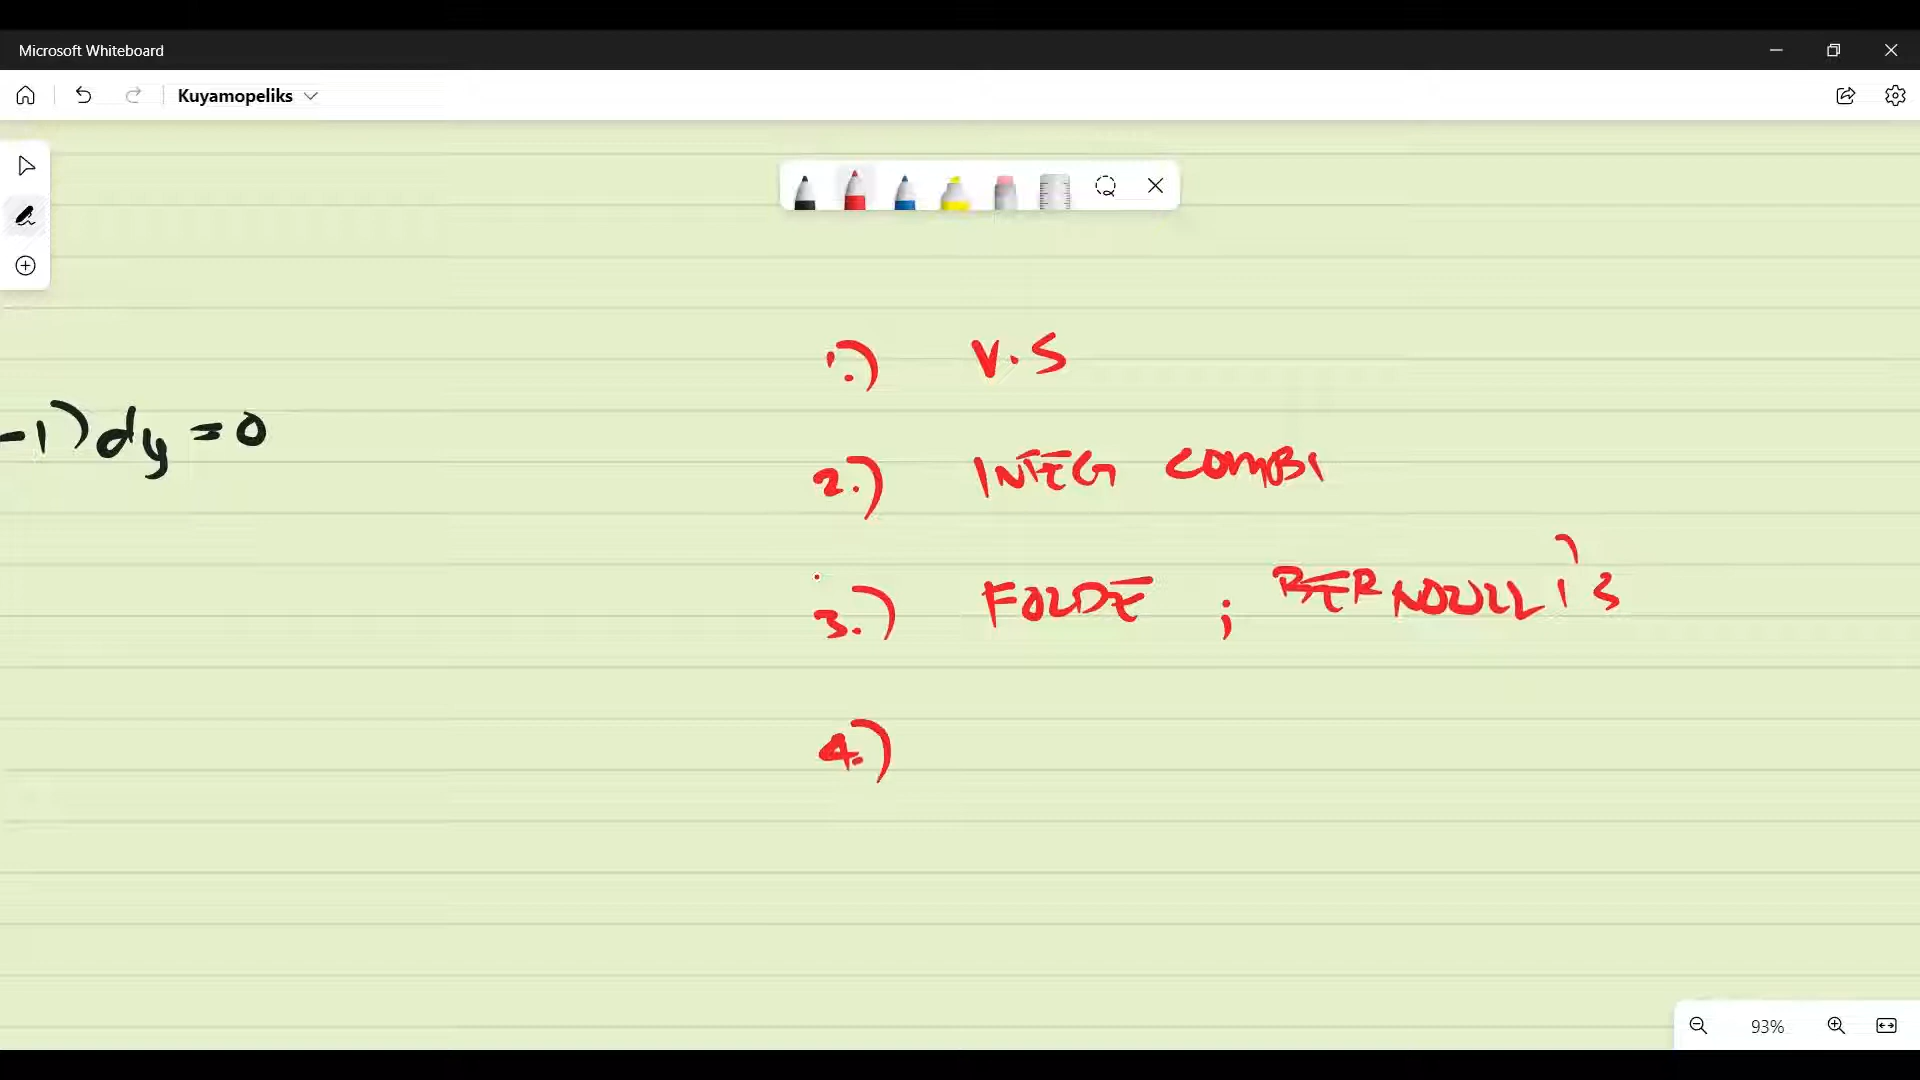 Microsoft Whiteboard
Kuyamopeliks
1.) V.S
-1) dy = 0
2.) INTEG COMBI
3.) FOLDE ; BERNOULLI'S
4.)
93%